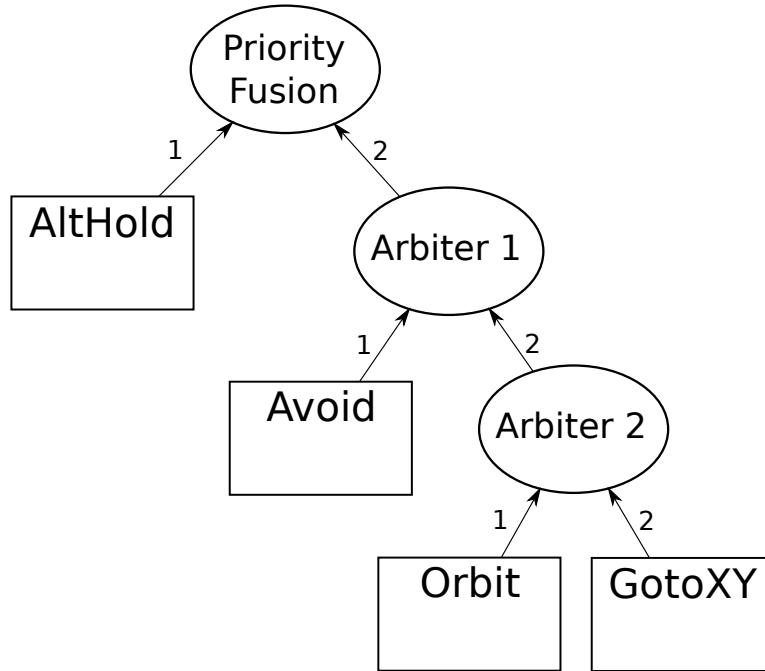 Priority
Fusion
1
2
AltHold
Arbiter 1
1
2
Avoid
Arbiter 2
1
2
Orbit
GotoXY